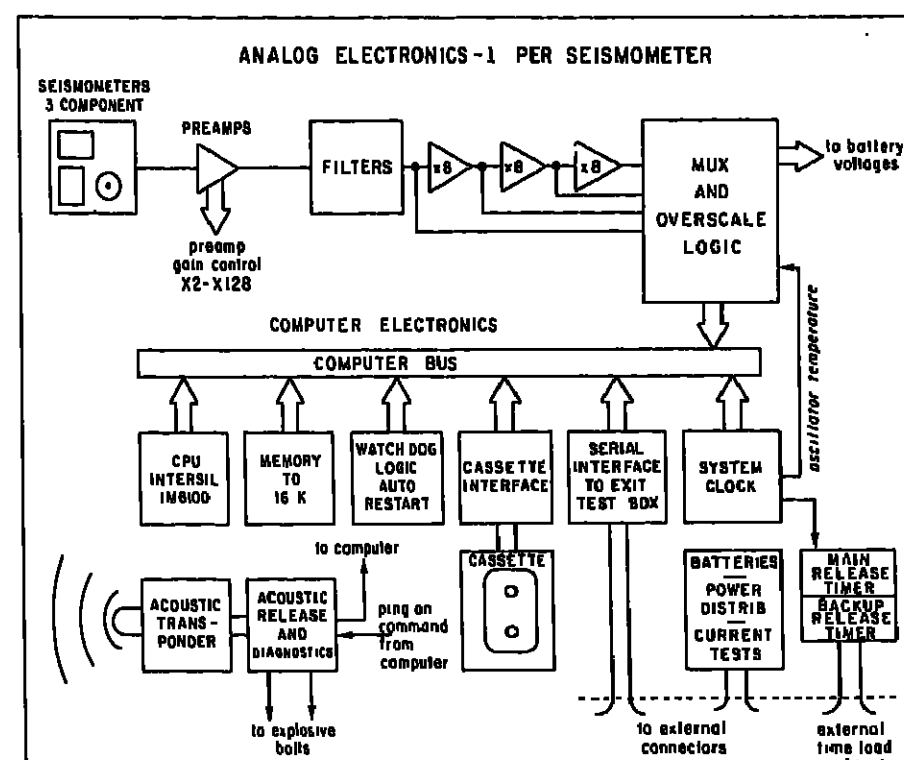 ANALOG ELECTRONICS-1 PER SEISMOMETER
SEISMOMETERS
3 COMPONENT
PREAMPS
FILTERS
x8
x8
x8
MUX
AND
OVERSCALE
LOGIC
to battery
voltages
preamp
gain control
X2-X128
oscillator temperature
COMPUTER ELECTRONICS
COMPUTER BUS
CPU
INTERSIL
IM6100
MEMORY
TO
16 K
WATCH DOG
LOGIC
AUTO
RESTART
CASSETTE
INTERFACE
SERIAL
INTERFACE
TO EXIT
TEST BOX
SYSTEM
CLOCK
to computer
CASSETTE
BATTERIES
POWER
DISTRIB
CURRENT
TESTS
MAIN
RELEASE
TIMER
BACKUP
RELEASE
TIMER
ACOUSTIC
TRANS-
PONDER
ACOUSTIC
RELEASE
AND
DIAGNOSTICS
ping on
command
from
computer
to explosive
bolts
to external
connectors
external
time load